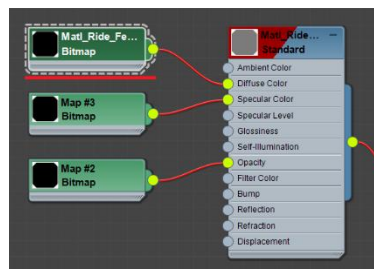 Matl_Ride_Fe...
Bitmap
Map #3
Bitmap
Map #2
Bitmap
Matl_Ride...
Standard
Ambient Color
Diffuse Color
Specular Color
Specular Level
Glossiness
Self-Illumination
Opacity
Filter Color
Bump
Reflection
Refraction
Displacement